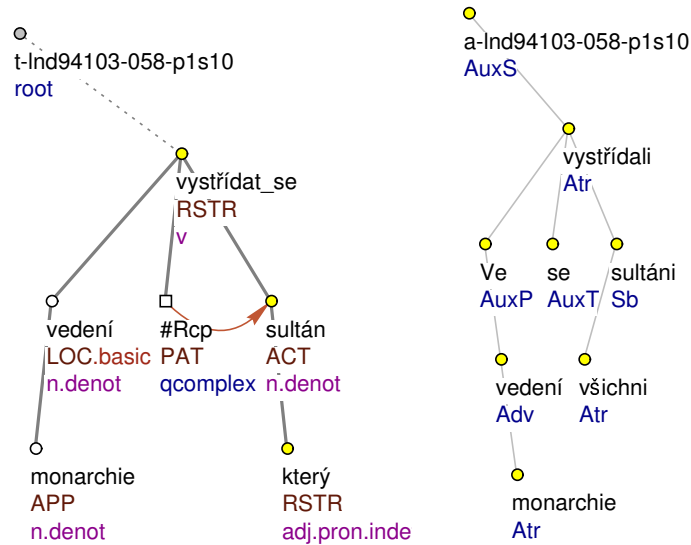 t-lnd94103-058-p1s10
root
vystřídat_se
RSTR
v
vedení
LOC.basic
n.denot
#Rcp
PAT
qcomplex
sultán
ACT
n.denot
monarchie
APP
n.denot
který
RSTR
adj.pron.inde
a-lnd94103-058-p1s10
AuxS
vystřídali
Atr
Ve
AuxP
se
AuxT
sultáni
Sb
vedení
Adv
všichni
Atr
monarchie
Atr